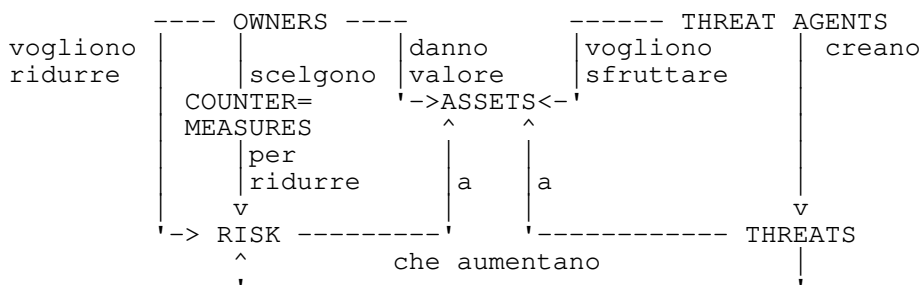 ---- OWNERS ---- ------ THREAT AGENTS
vogliono | | |danno |vogliono | creano
ridurre | |scelgono |valore |sfruttare |
| COUNTER= '->ASSETS<-' |
| MEASURES ^ ^ |
| |per | | |
| |ridurre |a |a |
| v | | v
'-> RISK ---------' '------------ THREATS
^ che aumentano |
' '